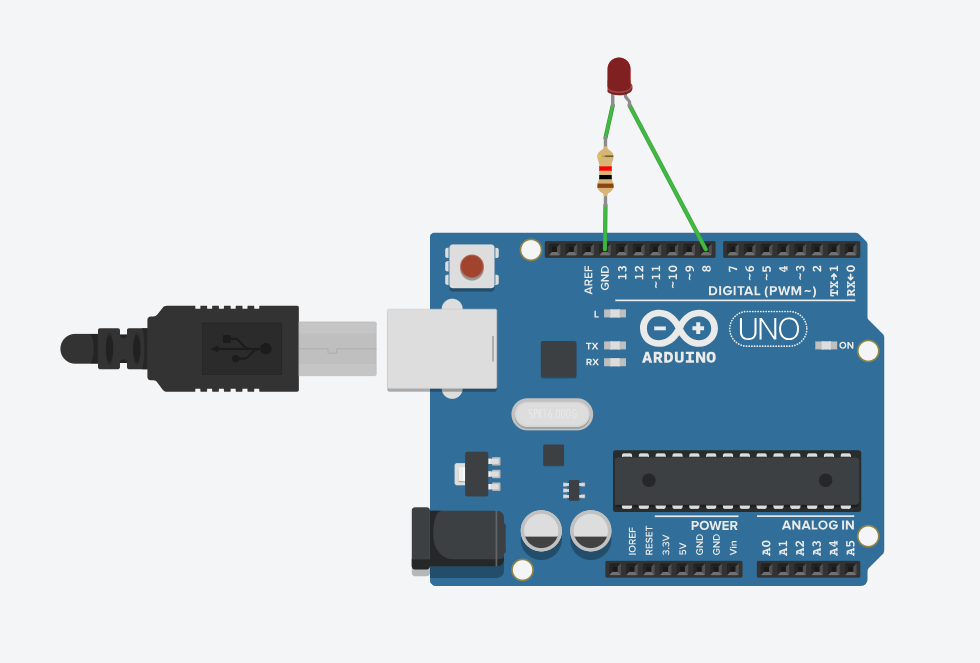 AREF
GND
13
12
~11
~10
~9
8
7
~6
~5
4
~3
2
TX→1
RX←0
DIGITAL (PWM~)
L
TX
RX
ARDUINO
UNO
ON
POWER
ANALOG IN
IOREF
RESET
3.3V
5V
GND
GND
Vin
A0
A1
A2
A3
A4
A5